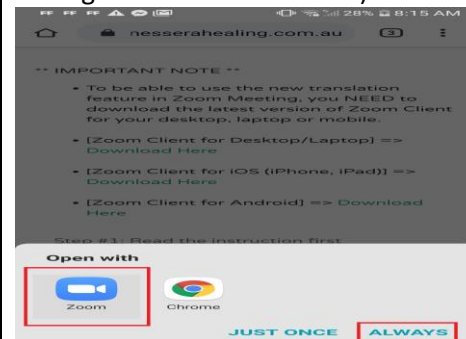 28% 8:15 AM
nesserahealing.com.au 3
** IMPORTANT NOTE **
• To be able to use the new translation
feature in Zoom Meeting, you NEED to
download the latest version of Zoom Client
for your desktop, laptop or mobile.
• [Zoom Client for Desktop/Laptop] =>
Download Here
• [Zoom Client for iOS (iPhone, iPad)] =>
Download Here
• [Zoom Client for Android] => Download
Here
Step #1: Read the instruction first
Open with
Zoom Chrome
JUST ONCE ALWAYS